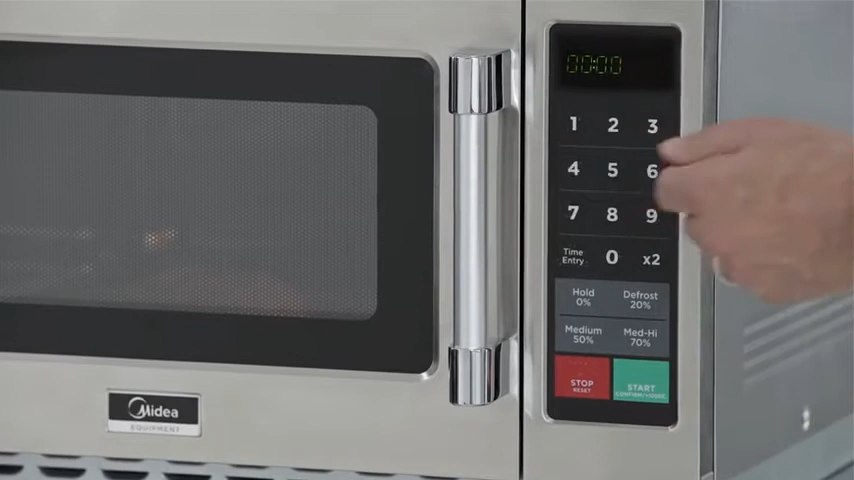 00:00
1 2 3
4 5 6
7 8 9
Time
Entry
0 x2
Hold
0%
Defrost
20%
Medium
50%
Med-Hi
70%
STOP
RESET
START
Midea
EQUIPMENT